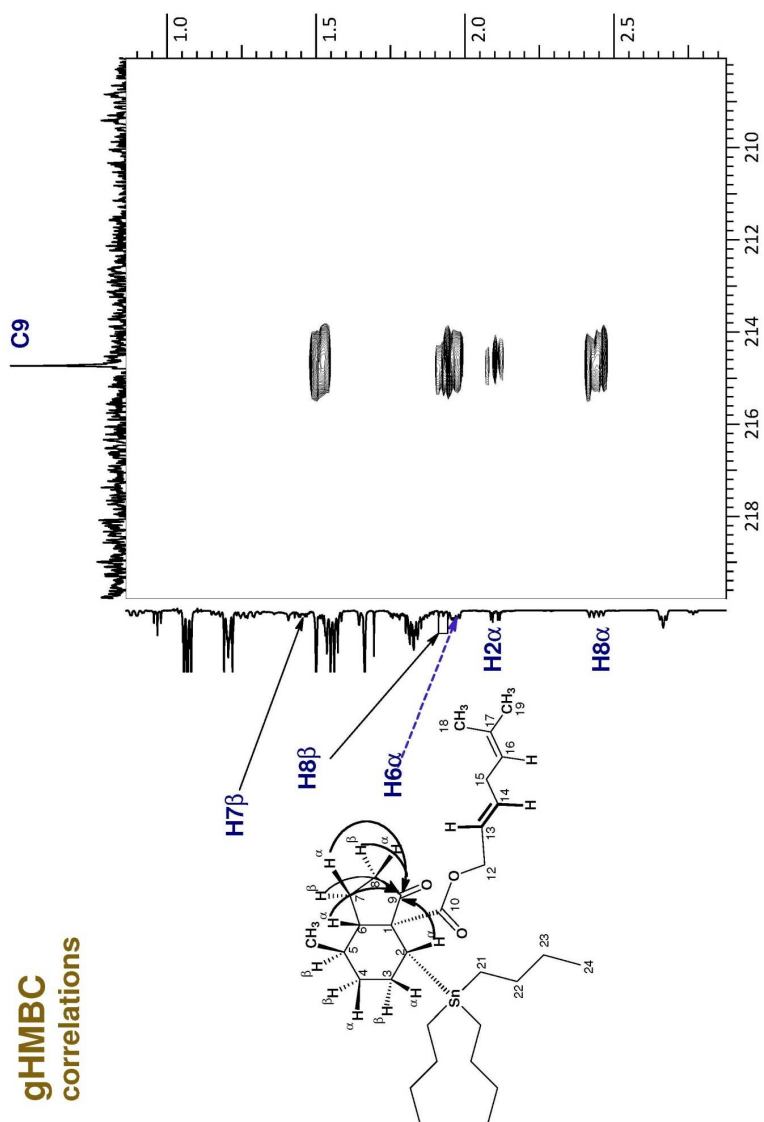 gHMBC
correlations
C9
1.0
1.5
2.0
2.5
210
212
214
216
218
H7β
H8β
H6α
H2α
H8α
CH₃
18
CH₃
19
17
16
H
15
14
H
H
13
12
O
10
O
O
9
8
7
6
5
4
3
2
1
CH₃
H
α
H
β
H
α
H
β
H
α
H
β
H
β
H
α
H
β
H
α
H
α
Sn
21
22
23
24